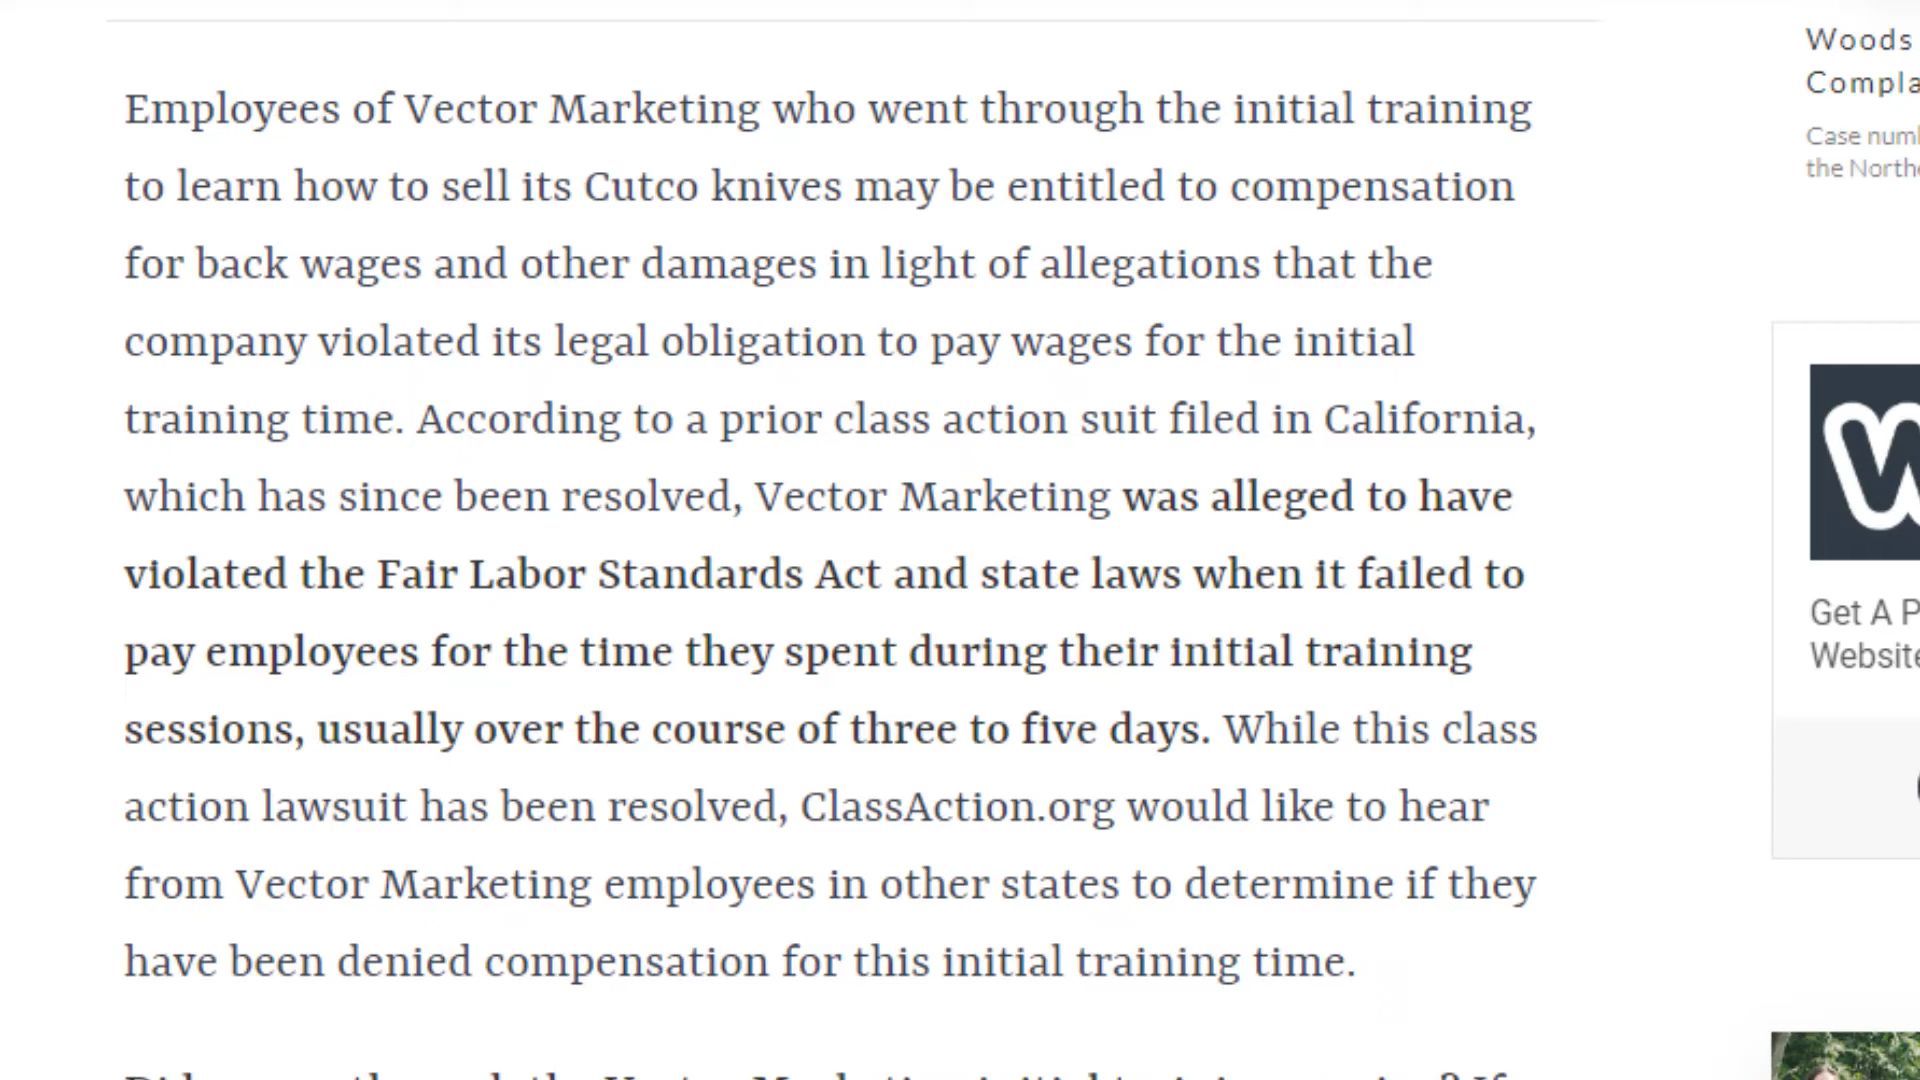 Employees of Vector Marketing who went through the initial training
to learn how to sell its Cutco knives may be entitled to compensation
for back wages and other damages in light of allegations that the
company violated its legal obligation to pay wages for the initial
training time. According to a prior class action suit filed in California,
which has since been resolved, Vector Marketing was alleged to have
violated the Fair Labor Standards Act and state laws when it failed to
pay employees for the time they spent during their initial training
sessions, usually over the course of three to five days. While this class
action lawsuit has been resolved, ClassAction.org would like to hear
from Vector Marketing employees in other states to determine if they
have been denied compensation for this initial training time.
Woods
Compla
Case num
the North
Get A P
Website